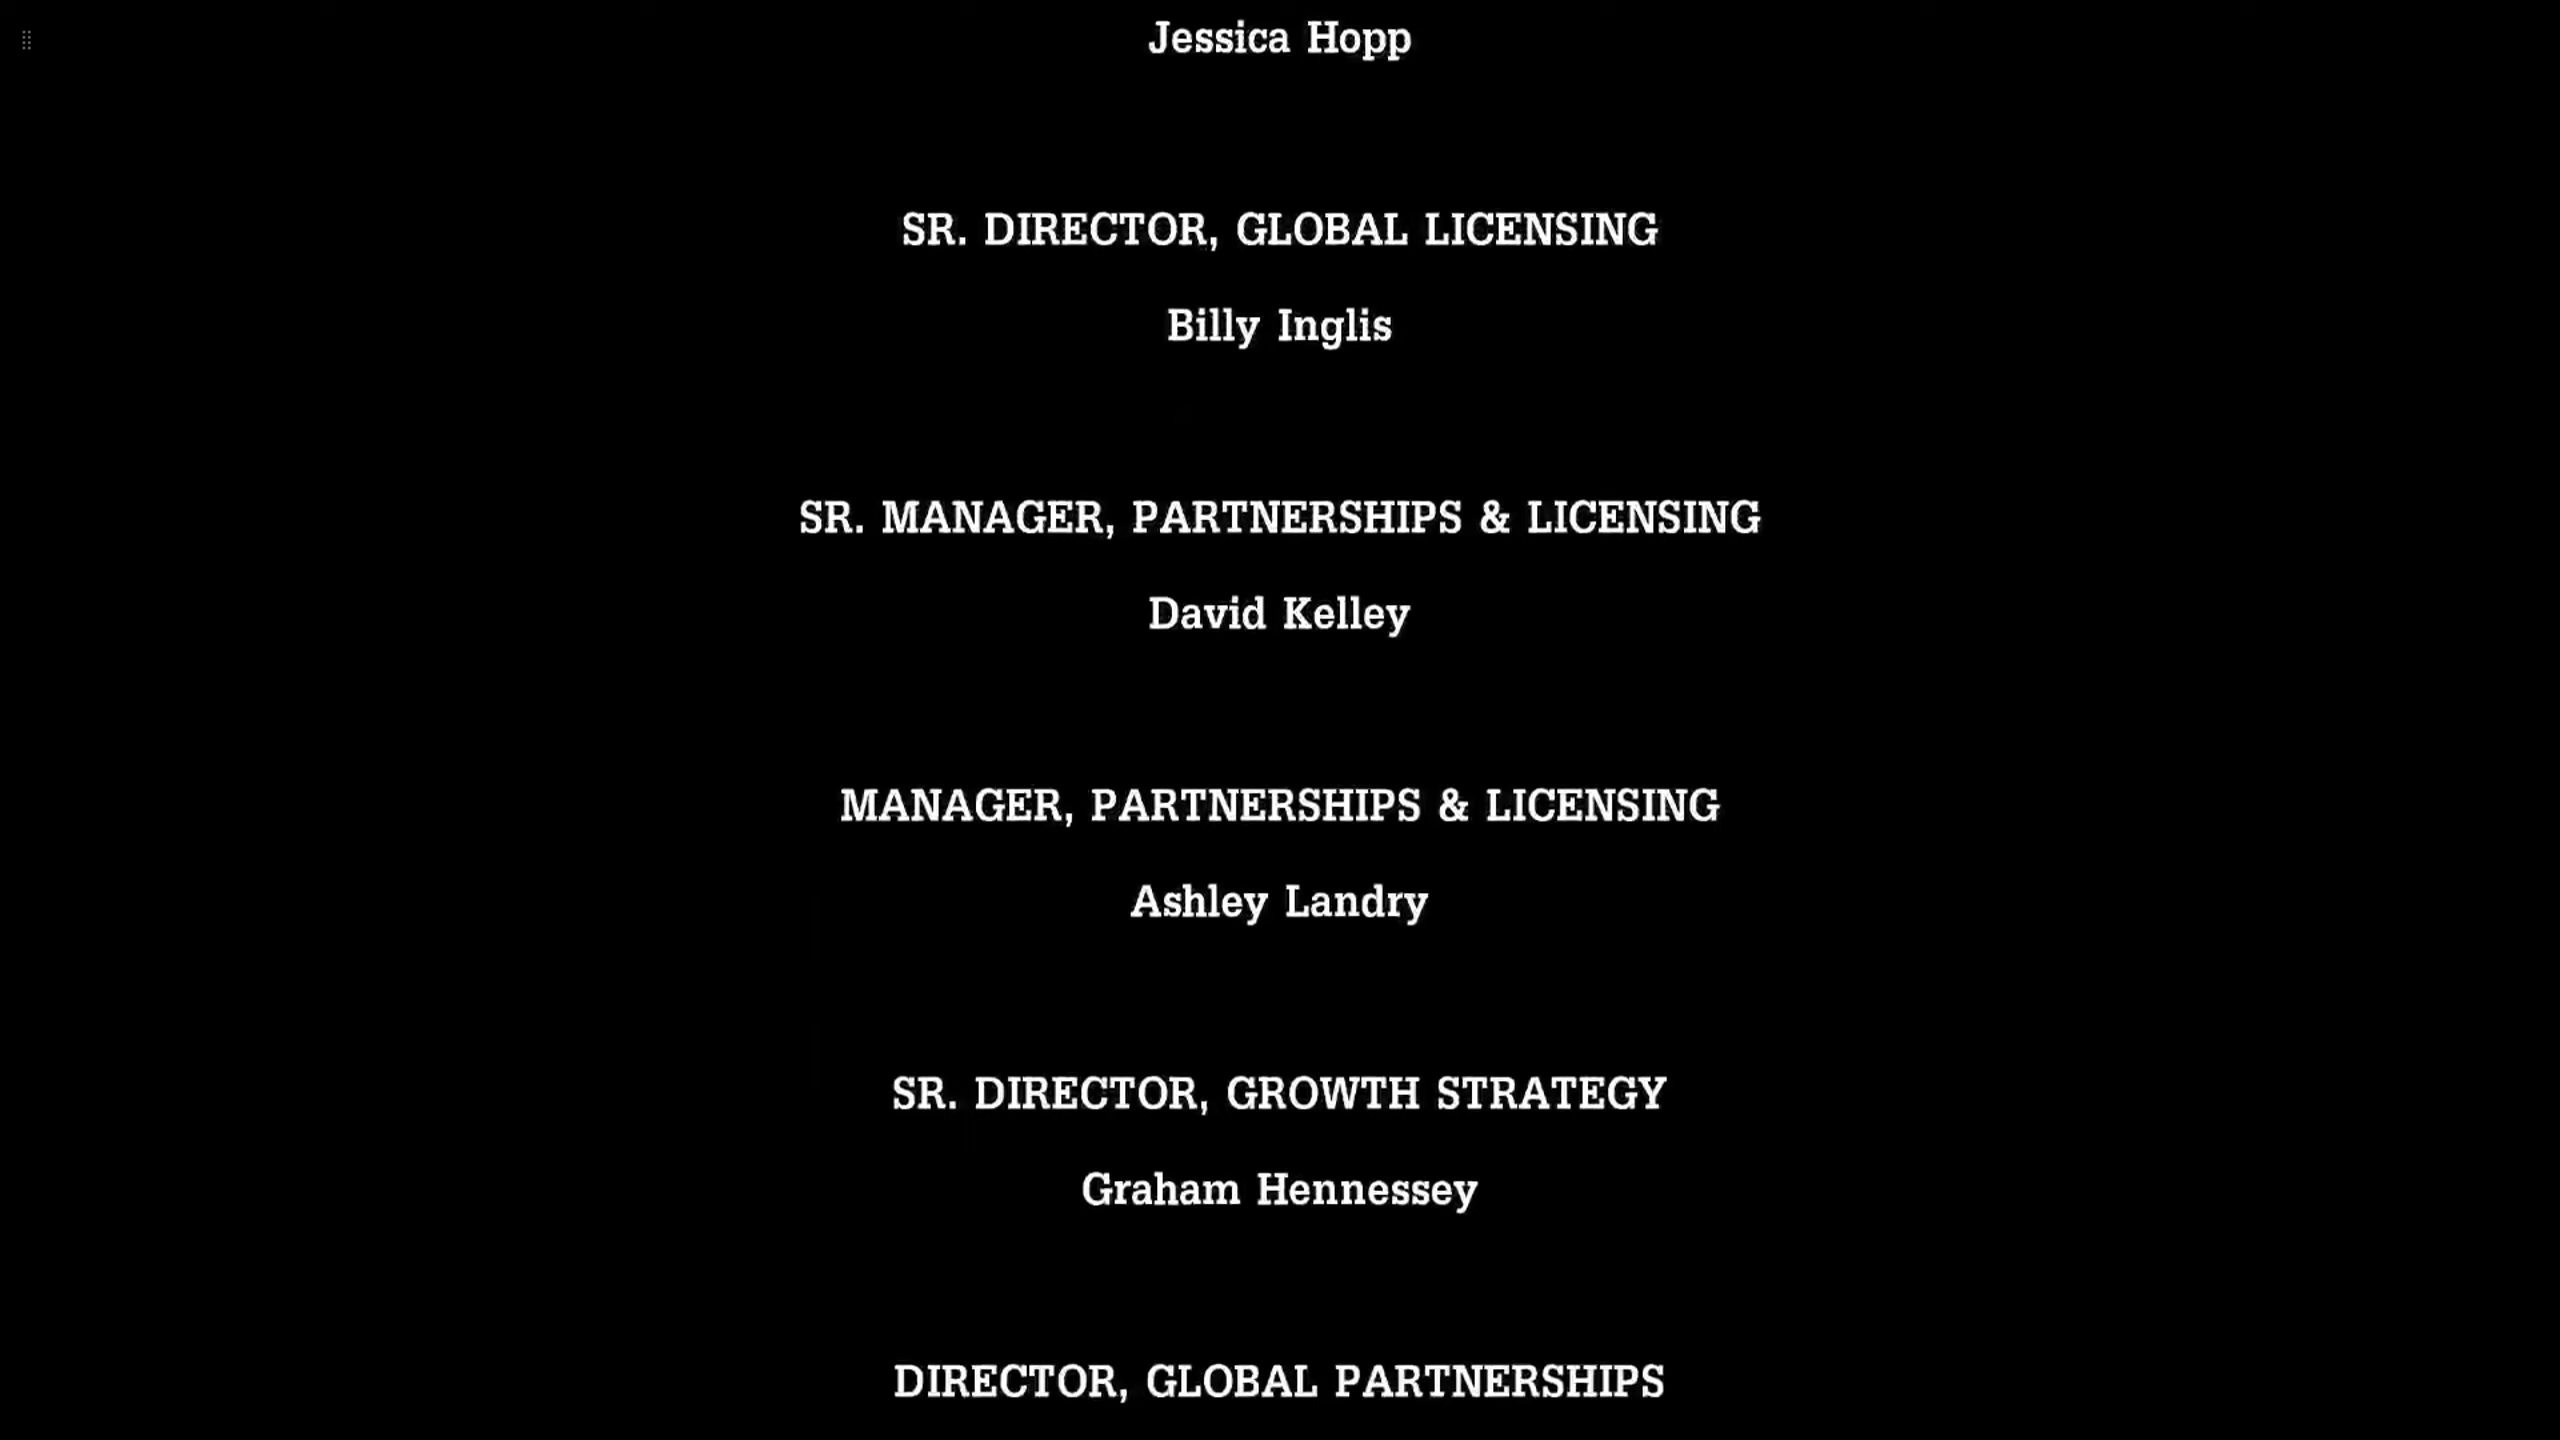 Jessica Hopp
SR. DIRECTOR, GLOBAL LICENSING
Billy Inglis
SR. MANAGER, PARTNERSHIPS & LICENSING
David Kelley
MANAGER, PARTNERSHIPS & LICENSING
Ashley Landry
SR. DIRECTOR, GROWTH STRATEGY
Graham Hennessey
DIRECTOR, GLOBAL PARTNERSHIPS